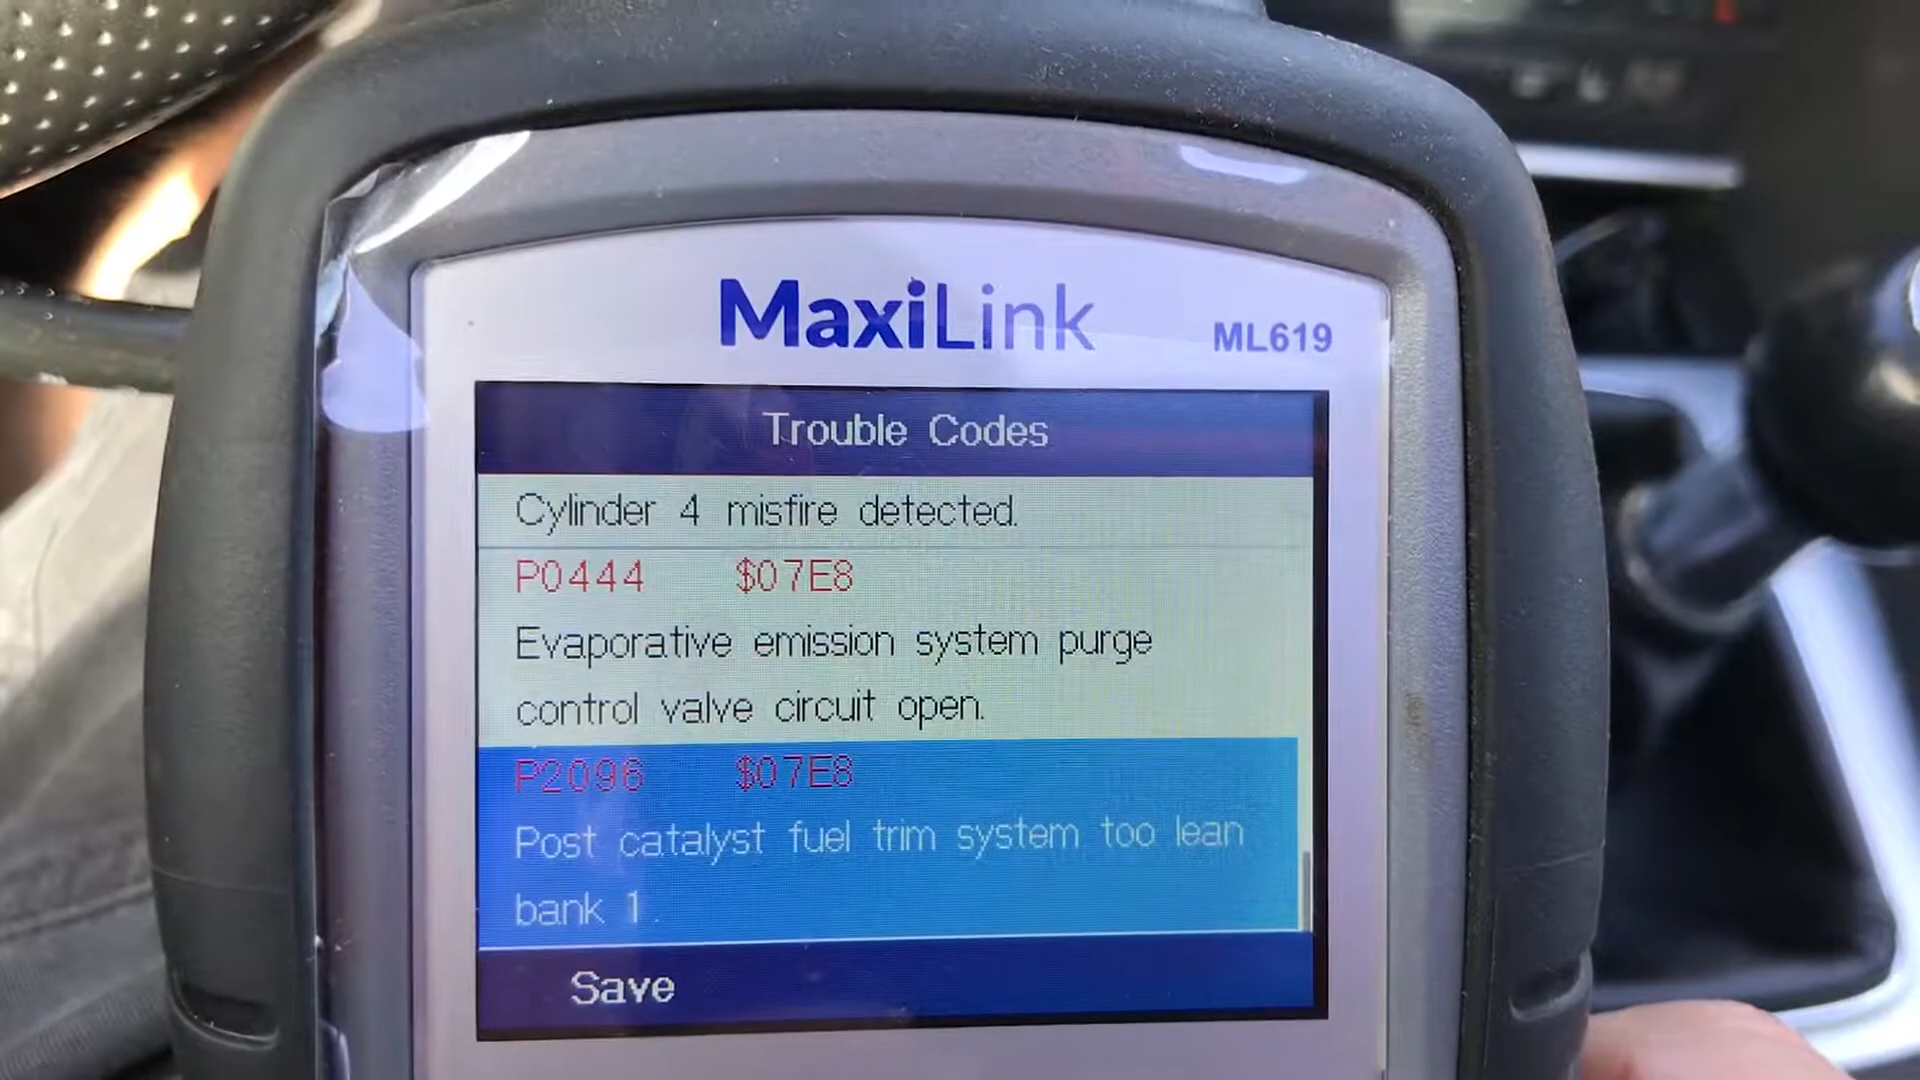 MaxiLink ML619
Trouble Codes
Cylinder 4 misfire detected.
P0444 $07E8
Evaporative emission system purge
control valve circuit open.
P2096 $07E8
Post catalyst fuel trim system too lean
bank 1.
Save